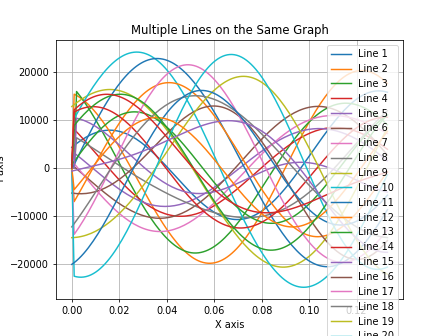 Multiple Lines on the Same Graph
20000
10000
0
−10000
−20000
0.00 0.02 0.04 0.06 0.08 0.10
X axis
Line 1
Line 2
Line 3
Line 4
Line 5
Line 6
Line 7
Line 8
Line 9
Line 10
Line 11
Line 12
Line 13
Line 14
Line 15
Line 16
Line 17
Line 18
Line 19
Line 20